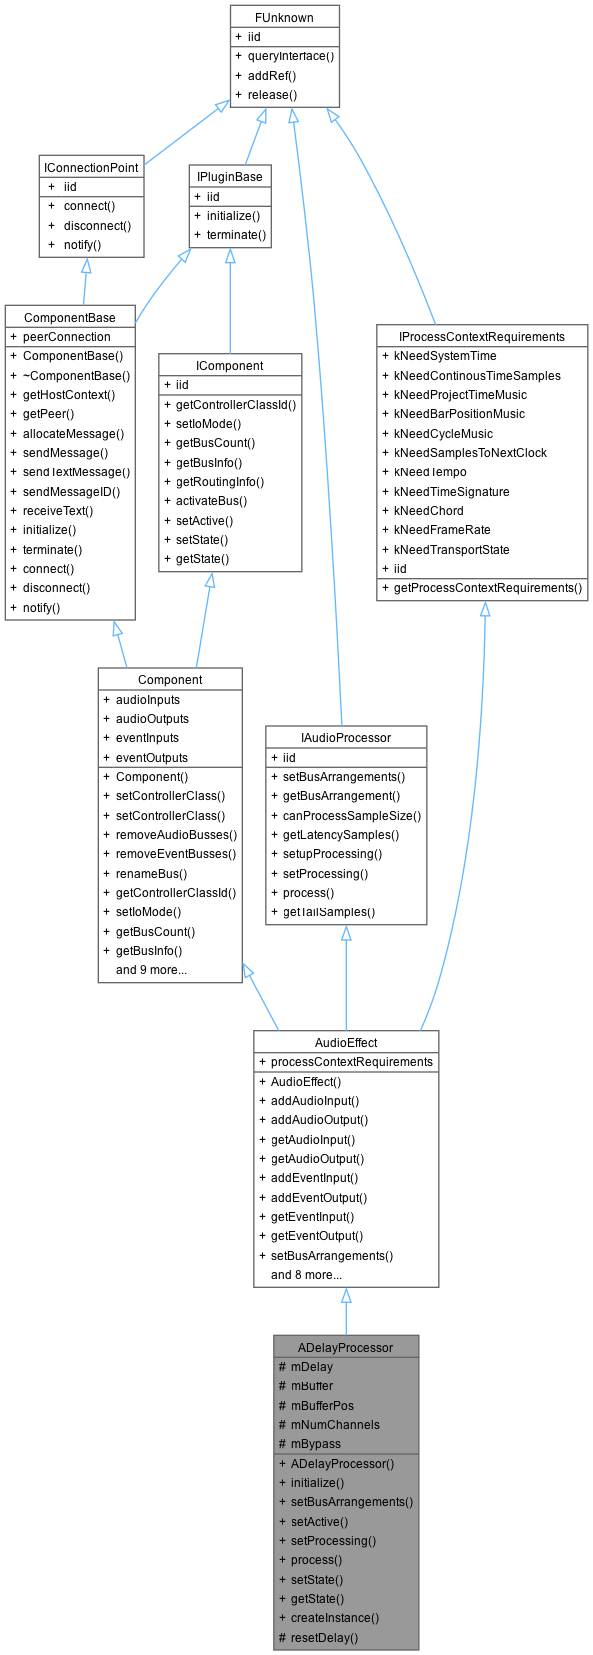 FUnknown
+ iid
+ queryInterface()
+ addRef()
+ release()
IConnectionPoint
+ iid
+ connect()
+ disconnect()
+ notify()
IPluginBase
+ iid
+ initialize()
+ terminate()
ComponentBase
+ peerConnection
+ ComponentBase()
+ ~ComponentBase()
+ getHostContext()
+ getPeer()
+ allocateMessage()
+ sendMessage()
+ sendTextMessage()
+ sendMessageID()
+ receiveText()
+ initialize()
+ terminate()
+ connect()
+ disconnect()
+ notify()
IComponent
+ iid
+ getControllerClassId()
+ setIoMode()
+ getBusCount()
+ getBusInfo()
+ getRoutingInfo()
+ activateBus()
+ setActive()
+ setState()
+ getState()
IProcessContextRequirements
+ kNeedSystemTime
+ kNeedContinousTimeSamples
+ kNeedProjectTimeMusic
+ kNeedBarPositionMusic
+ kNeedCycleMusic
+ kNeedSamplesToNextClock
+ kNeedTempo
+ kNeedTimeSignature
+ kNeedChord
+ kNeedFrameRate
+ kNeedTransportState
+ iid
+ getProcessContextRequirements()
Component
+ audioInputs
+ audioOutputs
+ eventInputs
+ eventOutputs
+ Component()
+ setControllerClass()
+ setControllerClass()
+ removeAudioBusses()
+ removeEventBusses()
+ renameBus()
+ getControllerClassId()
+ setIoMode()
+ getBusCount()
+ getBusInfo()
and 9 more...
IAudioProcessor
+ iid
+ setBusArrangements()
+ getBusArrangement()
+ canProcessSampleSize()
+ getLatencySamples()
+ setupProcessing()
+ setProcessing()
+ process()
+ getTailSamples()
AudioEffect
+ processContextRequirements
+ AudioEffect()
+ addAudioInput()
+ addAudioOutput()
+ getAudioInput()
+ getAudioOutput()
+ addEventInput()
+ addEventOutput()
+ getEventInput()
+ getEventOutput()
+ setBusArrangements()
and 8 more...
ADelayProcessor
# mDelay
# mBuffer
# mBufferPos
# mNumChannels
# mBypass
+ ADelayProcessor()
+ initialize()
+ setBusArrangements()
+ setActive()
+ setProcessing()
+ process()
+ setState()
+ getState()
+ createInstance()
# resetDelay()